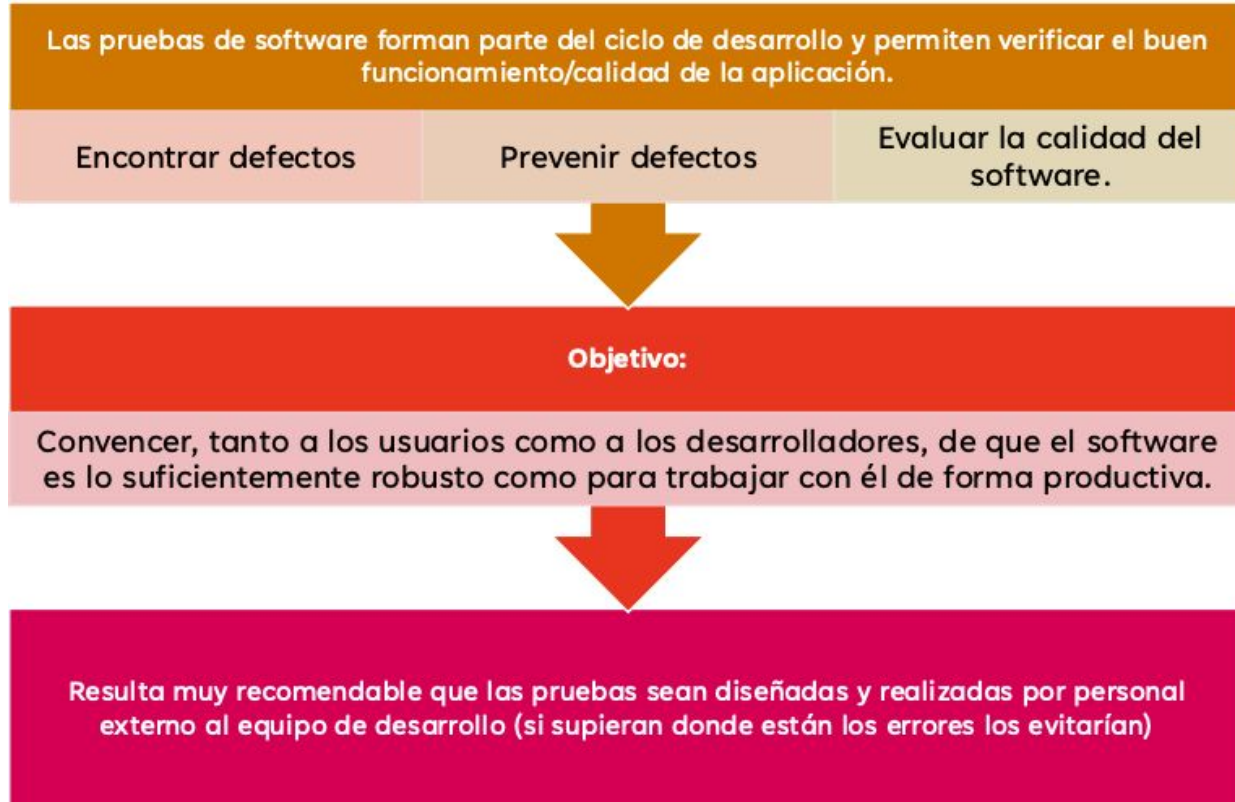 Las pruebas de software forman parte del ciclo de desarrollo y permiten verificar el buen
funcionamiento/calidad de la aplicación.
Encontrar defectos
Prevenir defectos
Evaluar la calidad del
software.
Objetivo:
Convencer, tanto a los usuarios como a los desarrolladores, de que el software
es lo suficientemente robusto como para trabajar con él de forma productiva.
Resulta muy recomendable que las pruebas sean diseñadas y realizadas por personal
externo al equipo de desarrollo (si supieran donde están los errores los evitarían)